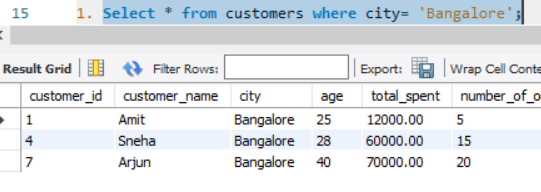 15 1. Select * from customers where city= 'Bangalore';
Result Grid Filter Rows: Export: Wrap Cell Conte
customer_id customer_name city age total_spent number_of_o
1 Amit Bangalore 25 12000.00 5
4 Sneha Bangalore 28 60000.00 15
7 Arjun Bangalore 40 70000.00 20